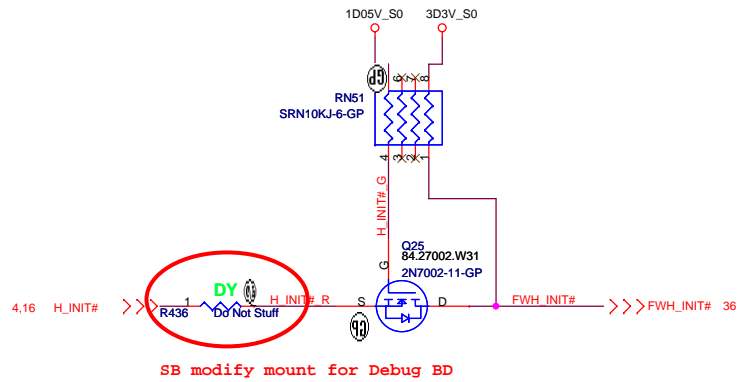 1D05V_S0 3D3V_S0
GP
6 7 8
RN51
SRN10KJ-6-GP
4 3 2 1
H_INIT#_G
Q25
84.27002.W31
2N7002-11-GP
G
DY
4,16 H_INIT# 1 H_INIT#_R S D FWH_INIT# FWH_INIT# 36
R436 Do Not Stuff
GP
SB modify mount for Debug BD